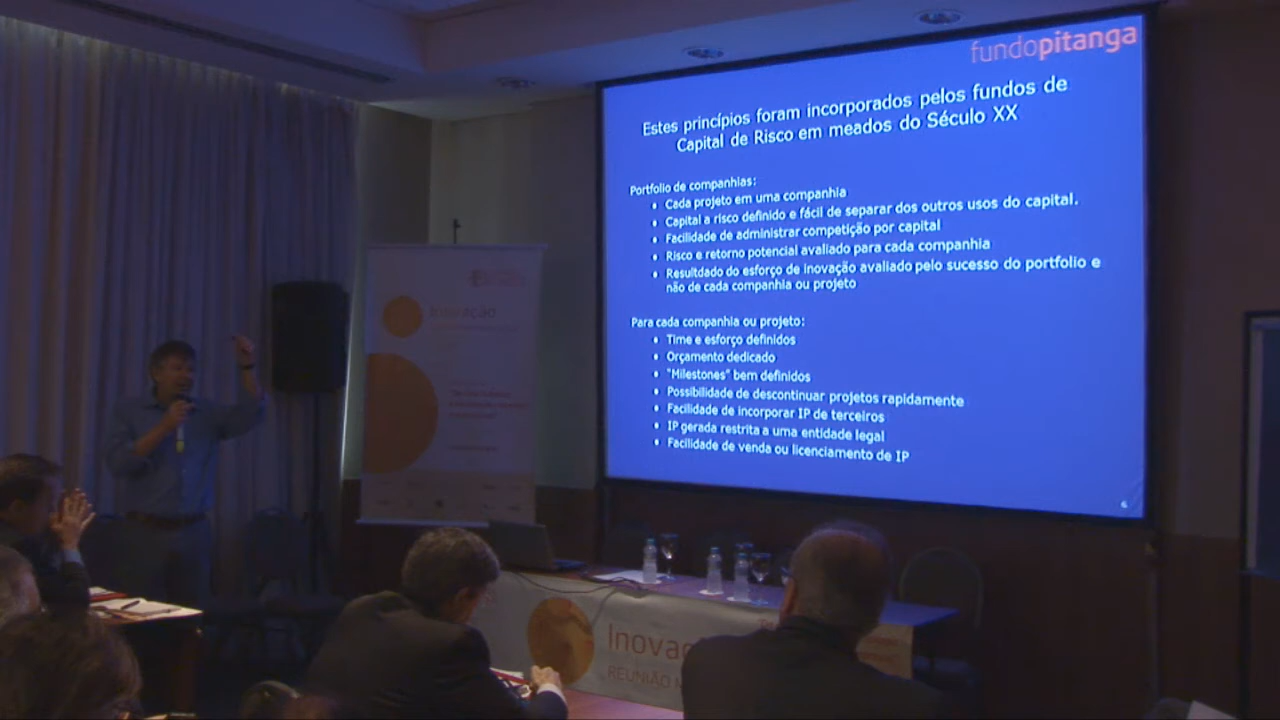 fundopitanga
Estes princípios foram incorporados pelos fundos de
Capital de Risco em meados do Século XX
Portfolio de companhias:
• Cada projeto em uma companhia
• Capital a risco definido e fácil de separar dos outros usos do capital.
• Facilidade de administrar competição por capital
• Risco e retorno potencial avaliado para cada companhia
• Resultdado do esforço de inovação avaliado pelo sucesso do portfolio e
não de cada companhia ou projeto
Para cada companhia ou projeto:
• Time e esforço definidos
• Orçamento dedicado
• "Milestones" bem definidos
• Possibilidade de descontinuar projetos rapidamente
• Facilidade de incorporar IP de terceiros
• IP gerada restrita a uma entidade legal
• Facilidade de venda ou licenciamento de IP
6
Inovação
Inovaç
REUNIÃO